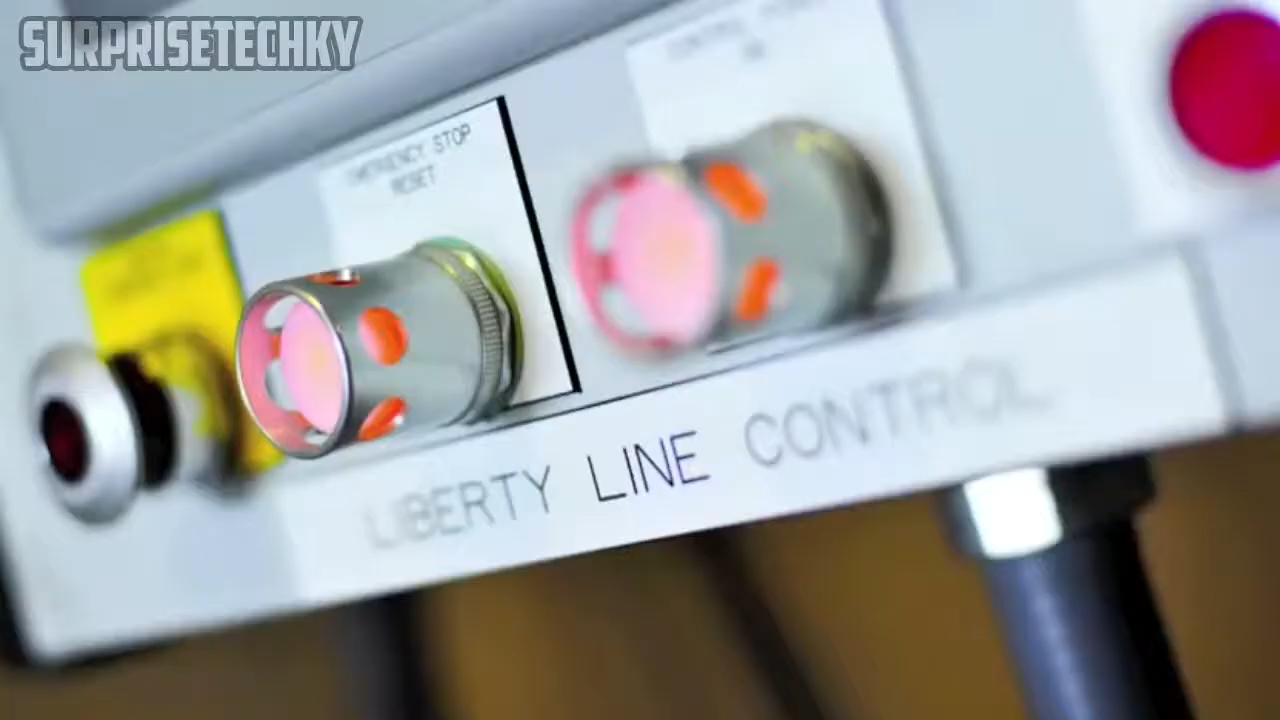 SURPRISETECHKY
EMERGENCY STOP
RESET
LIBERTY LINE CONTROL